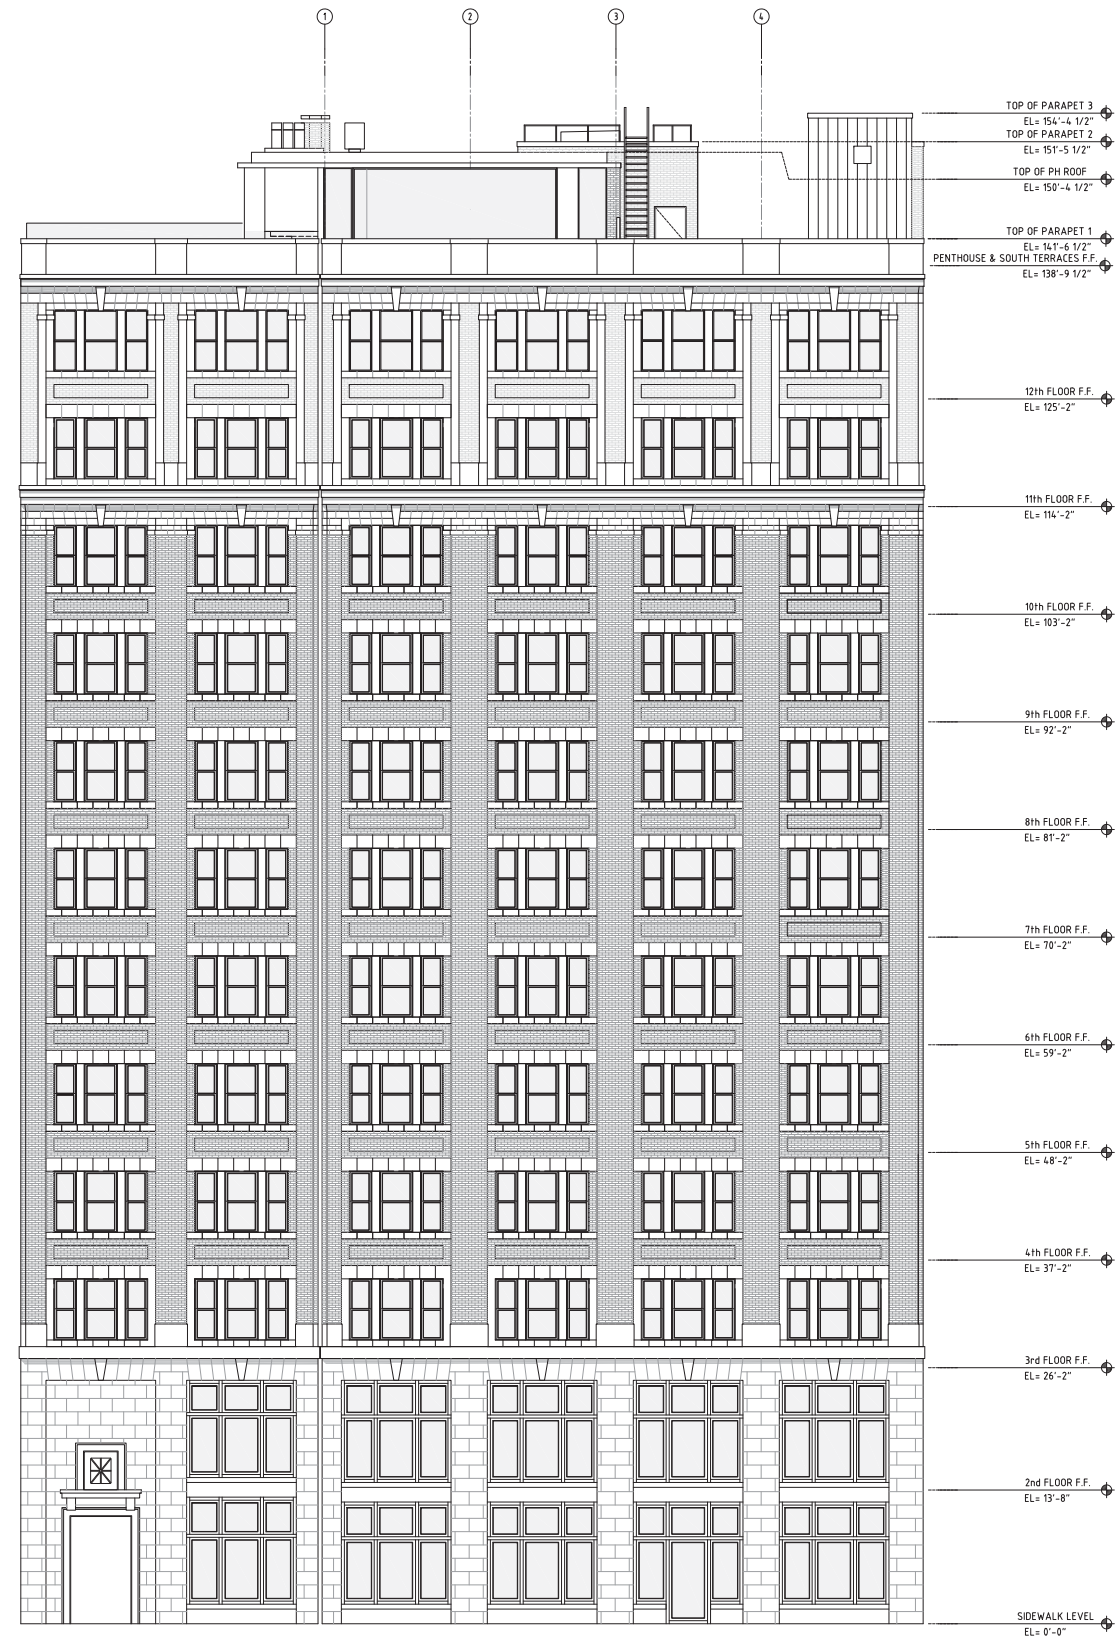 1
2
3
4
TOP OF PARAPET 3
EL= 154'-4 1/2"
TOP OF PARAPET 2
EL= 151'-5 1/2"
TOP OF PH ROOF
EL= 150'-4 1/2"
TOP OF PARAPET 1
EL= 141'-6 1/2"
PENTHOUSE & SOUTH TERRACES F.F.
EL= 138'-9 1/2"
12th FLOOR F.F.
EL= 125'-2"
11th FLOOR F.F.
EL= 114'-2"
10th FLOOR F.F.
EL= 103'-2"
9th FLOOR F.F.
EL= 92'-2"
8th FLOOR F.F.
EL= 81'-2"
7th FLOOR F.F.
EL= 70'-2"
6th FLOOR F.F.
EL= 59'-2"
5th FLOOR F.F.
EL= 48'-2"
4th FLOOR F.F.
EL= 37'-2"
3rd FLOOR F.F.
EL= 26'-2"
2nd FLOOR F.F.
EL= 13'-8"
SIDEWALK LEVEL
EL= 0'-0"